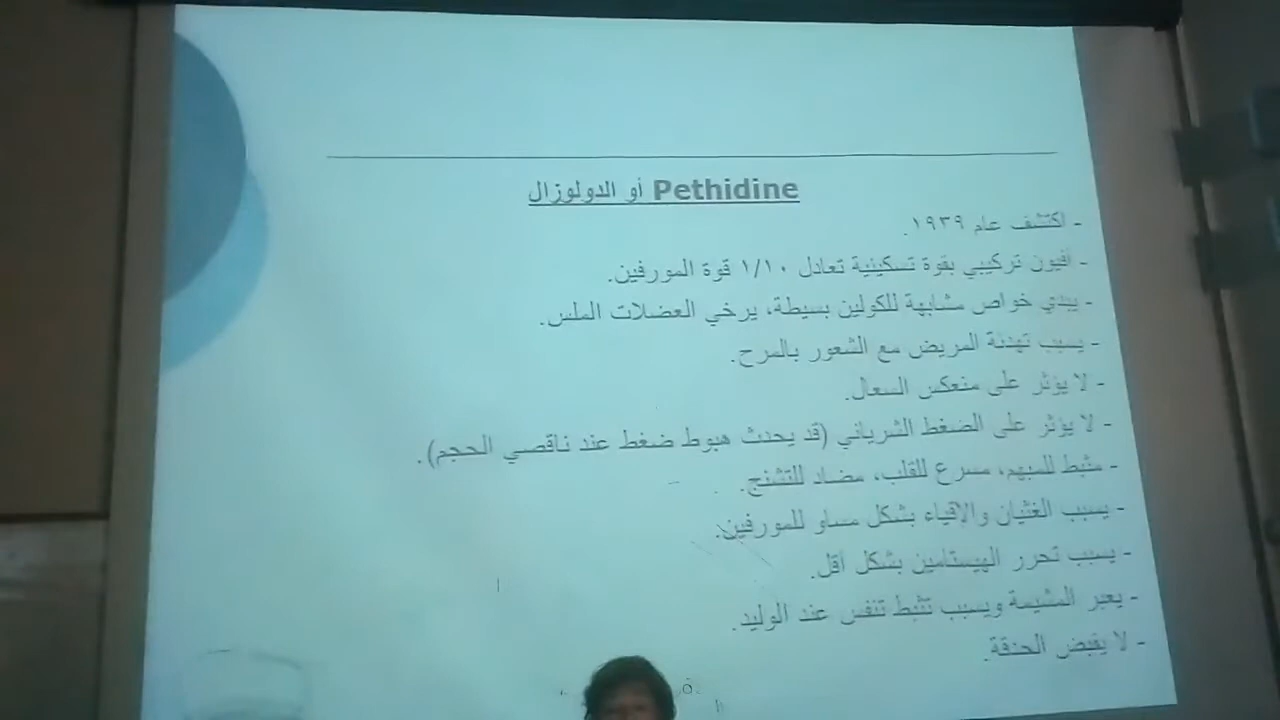 Pethidine أو الدولوزال
- اكتشف عام ١٩٣٩.
- أفيون تركيبي بقوة تسكينية تعادل ١/١٠ قوة المورفين.
- يبدي خواص مشابهة للكولين بسيطة، يرخي العضلات الملس.
- يسبب تهدئة المريض مع الشعور بالمرح.
- لا يؤثر على منعكس السعال.
- لا يؤثر على الضغط الشرياني (قد يحدث هبوط ضغط عند ناقصي الحجم).
- مثبط للمبهم، مسرع للقلب، مضاد للتشنج.
- يسبب الغثيان والاقياء بشكل مساو للمورفين.
- يسبب تحرر الهيستامين بشكل اقل.
- يعبر المشيمة ويسبب تثبط تنفس عند الوليد.
- لا يقبض الحدقة.